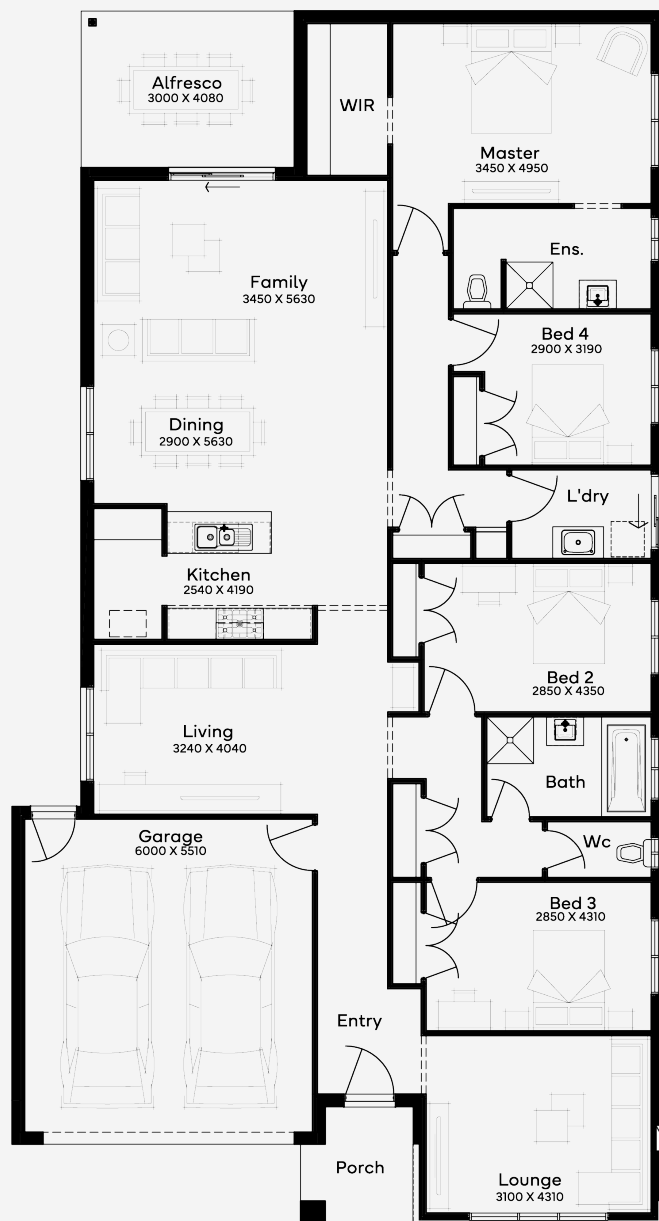 Alfresco
3000 X 4080
WIR
Master
3450 X 4950
Ens.
Family
3450 X 5630
Bed 4
2900 X 3190
Dining
2900 X 5630
L'dry
Kitchen
2540 X 4190
Bed 2
2850 X 4350
Living
3240 X 4040
Bath
Garage
6000 X 5510
Wc
Bed 3
2850 X 4310
Entry
Porch
Lounge
3100 X 4310